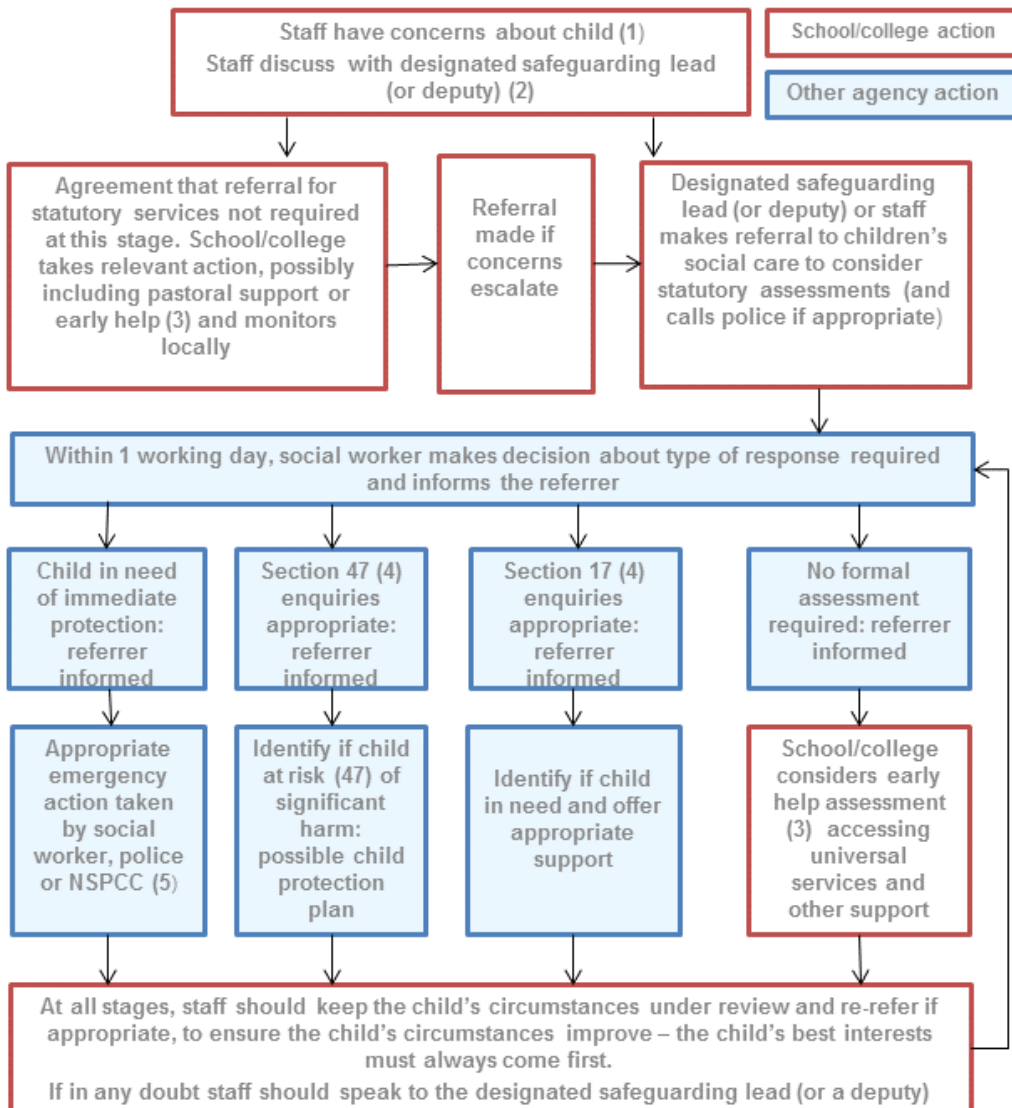 Staff have concerns about child (1)
Staff discuss with designated safeguarding lead
(or deputy) (2)
School/college action
Other agency action
Agreement that referral for
statutory services not required
at this stage. School/college
takes relevant action, possibly
including pastoral support or
early help (3) and monitors
locally
Referral
made if
concerns
escalate
Designated safeguarding
lead (or deputy) or staff
makes referral to children's
social care to consider
statutory assessments (and
calls police if appropriate)
Within 1 working day, social worker makes decision about type of response required
and informs the referrer
Child in need
of immediate
protection:
referrer
informed
Section 47 (4)
enquiries
appropriate:
referrer
informed
Section 17 (4)
enquiries
appropriate:
referrer
informed
No formal
assessment
required: referrer
informed
Appropriate
emergency
action taken
by social
worker, police
or NSPCC (5)
Identify if child
at risk (47) of
significant
harm:
possible child
protection
plan
Identify if child
in need and offer
appropriate
support
School/college
considers early
help assessment
(3) accessing
universal
services and
other support
At all stages, staff should keep the child's circumstances under review and re-refer if
appropriate, to ensure the child's circumstances improve – the child's best interests
must always come first.
If in any doubt staff should speak to the designated safeguarding lead (or a deputy)